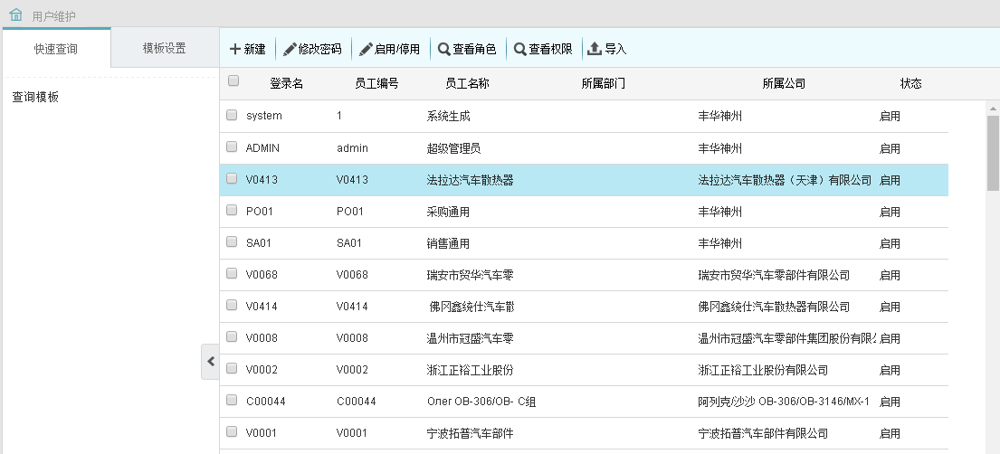 用户维护
快速查询 模板设置
查询模板
新建 修改密码 启用/停用 查看角色 查看权限 导入
登录名 员工编号 员工名称 所属部门 所属公司 状态
system 1 系统生成 丰华神州 启用
ADMIN admin 超级管理员 丰华神州 启用
V0413 V0413 法拉达汽车散热器 法拉达汽车散热器（天津）有限公司 启用
PO01 PO01 采购通用 丰华神州 启用
SA01 SA01 销售通用 丰华神州 启用
V0068 V0068 瑞安市贸华汽车零 瑞安市贸华汽车零部件有限公司 启用
V0414 V0414 佛冈鑫统仕汽车散 佛冈鑫统仕汽车散热器有限公司 启用
V0008 V0008 温州市冠盛汽车零 温州市冠盛汽车零部件集团股份有限 启用
V0002 V0002 浙江正裕工业股份 浙江正裕工业股份有限公司 启用
C00044 C00044 Олег OB-306/OB- C组 阿列克/沙沙 OB-306/OB-3146/MX-1 启用
V0001 V0001 宁波拓普汽车部件 宁波拓普汽车部件有限公司 启用